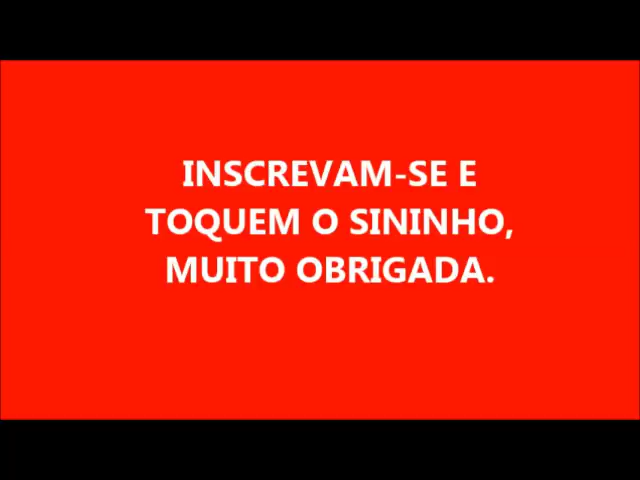 INSCREVAM-SE E
TOQUEM O SININHO,
MUITO OBRIGADA.